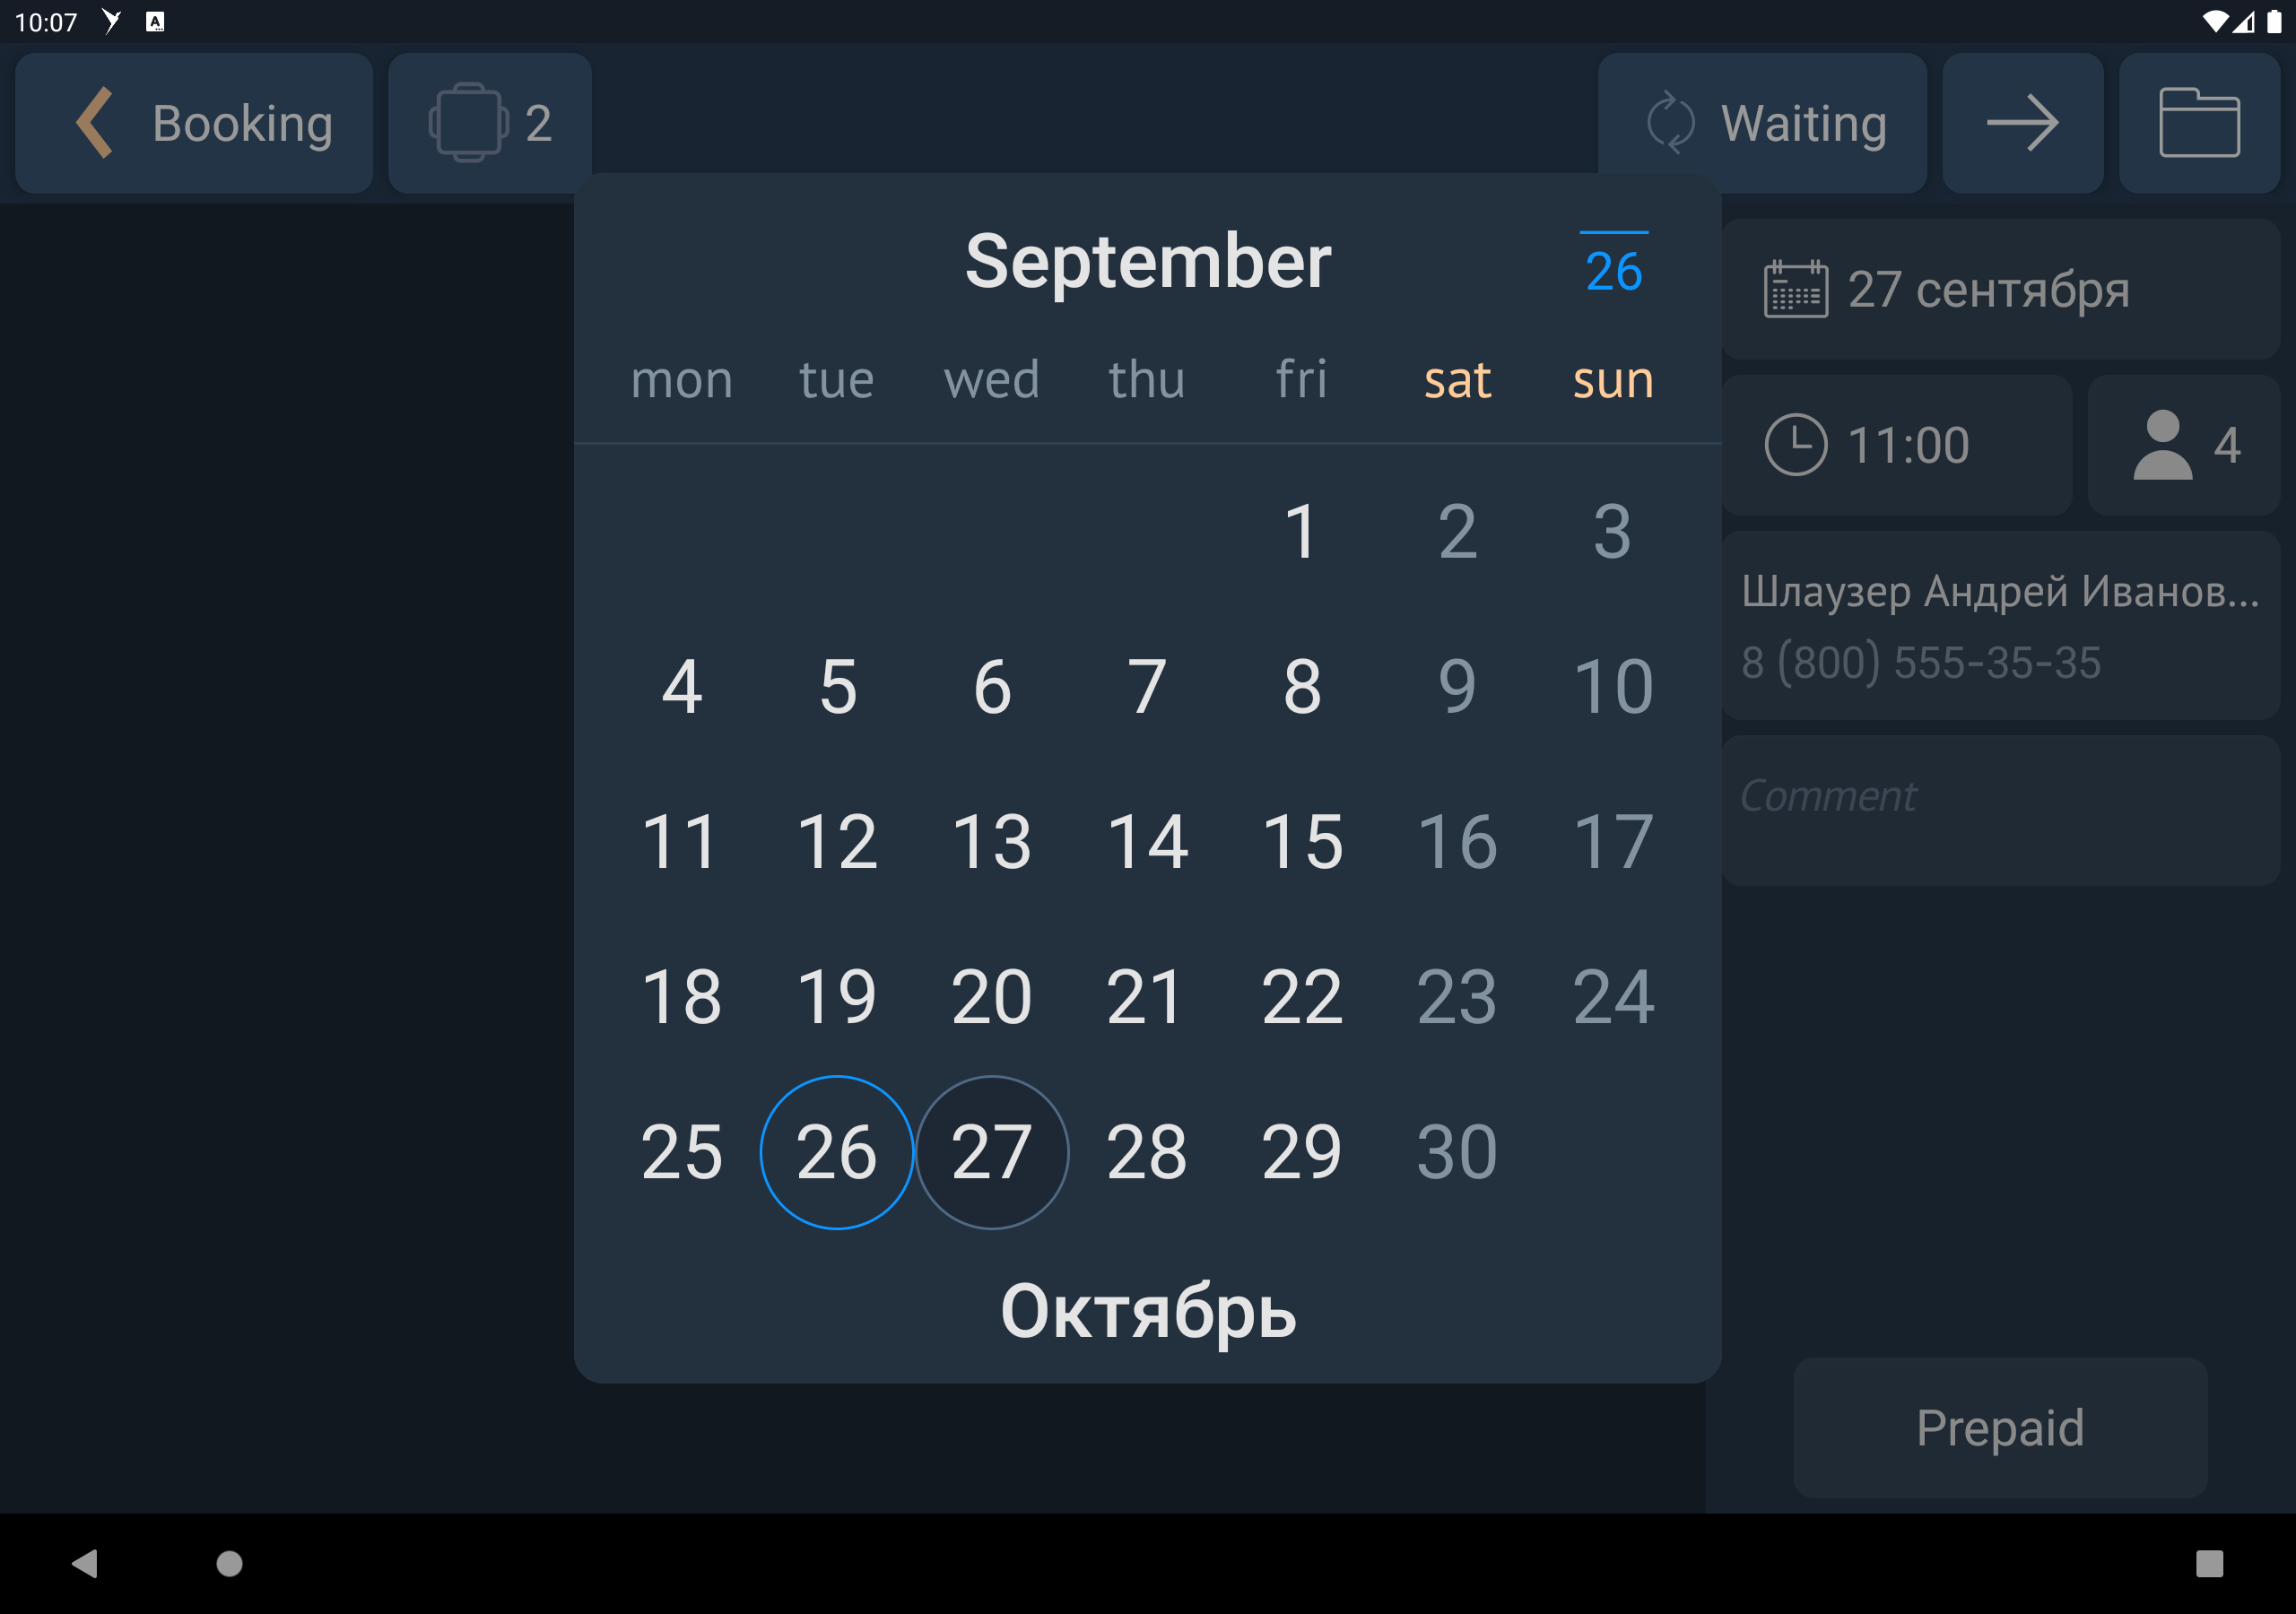 10:07
Booking
2
Waiting
September
26
mon tue wed thu fri sat sun
1 2 3
4 5 6 7 8 9 10
11 12 13 14 15 16 17
18 19 20 21 22 23 24
25 26 27 28 29 30
Октябрь
27 сентября
11:00
4
Шлаузер Андрей Иванов...
8 (800) 555-35-35
Comment
Prepaid